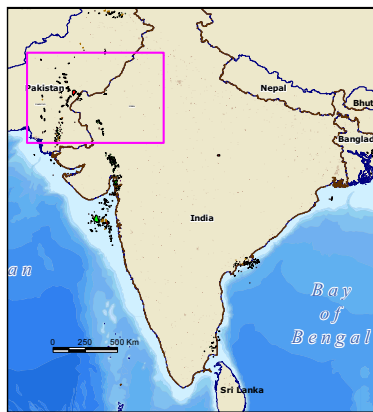 Pakistan
Nepal
Bhut
Banglad
India
an
Bay
of
Bengal
0 250 500 Km
Sri Lanka